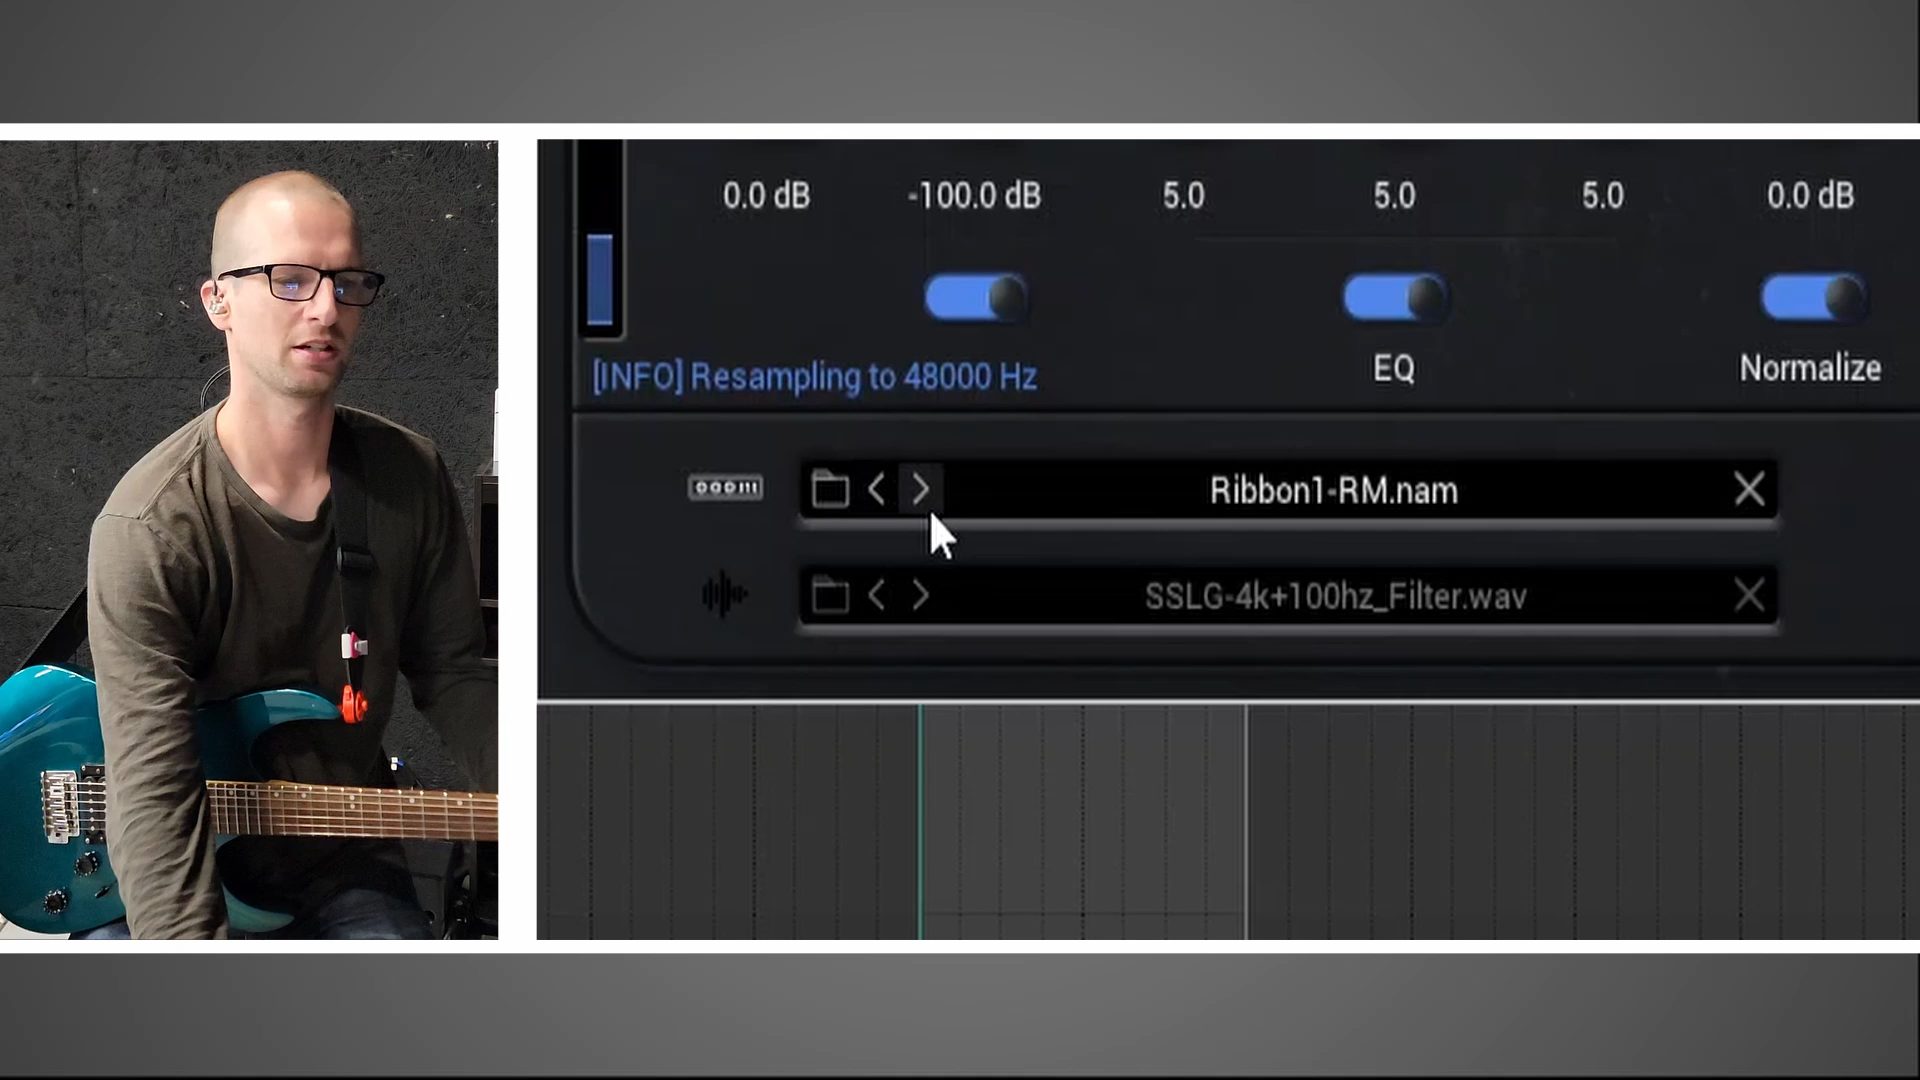 0.0 dB -100.0 dB 5.0 5.0 5.0 0.0 dB
[INFO] Resampling to 48000 Hz
EQ
Normalize
Ribbon1-RM.nam
SSLG-4k+100hz_Filter.wav